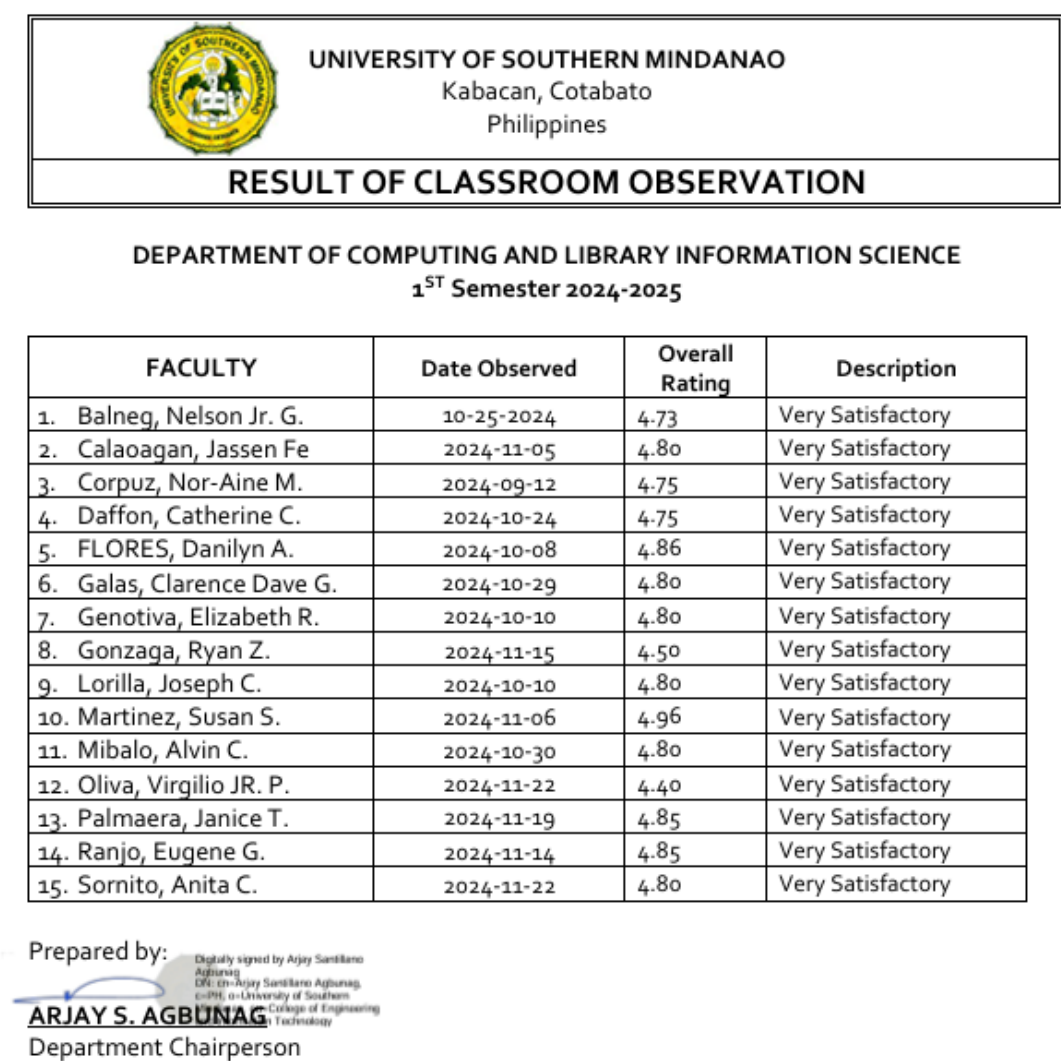 UNIVERSITY OF SOUTHERN MINDANAO
UNIVERSITY OF SOUTHERN MINDANAO
Kabacan, Cotabato
Philippines
RESULT OF CLASSROOM OBSERVATION
DEPARTMENT OF COMPUTING AND LIBRARY INFORMATION SCIENCE
1ST Semester 2024-2025
FACULTY Date Observed Overall Rating Description
1. Balneg, Nelson Jr. G. 10-25-2024 4.73 Very Satisfactory
2. Calaoagan, Jassen Fe 2024-11-05 4.80 Very Satisfactory
3. Corpuz, Nor-Aine M. 2024-09-12 4.75 Very Satisfactory
4. Daffon, Catherine C. 2024-10-24 4.75 Very Satisfactory
5. FLORES, Danilyn A. 2024-10-08 4.86 Very Satisfactory
6. Galas, Clarence Dave G. 2024-10-29 4.80 Very Satisfactory
7. Genotiva, Elizabeth R. 2024-10-10 4.80 Very Satisfactory
8. Gonzaga, Ryan Z. 2024-11-15 4.50 Very Satisfactory
9. Lorilla, Joseph C. 2024-10-10 4.80 Very Satisfactory
10. Martinez, Susan S. 2024-11-06 4.96 Very Satisfactory
11. Mibalo, Alvin C. 2024-10-30 4.80 Very Satisfactory
12. Oliva, Virgilio JR. P. 2024-11-22 4.40 Very Satisfactory
13. Palmaera, Janice T. 2024-11-19 4.85 Very Satisfactory
14. Ranjo, Eugene G. 2024-11-14 4.85 Very Satisfactory
15. Sornito, Anita C. 2024-11-22 4.80 Very Satisfactory
Prepared by:
Digitally signed by Arjay Santillano
Agbunag
DN: cn=Arjay Santillano Agbunag,
c=PH, o=University of Southern
College of Engineering
Technology
ARJAY S. AGBUNAG
Department Chairperson